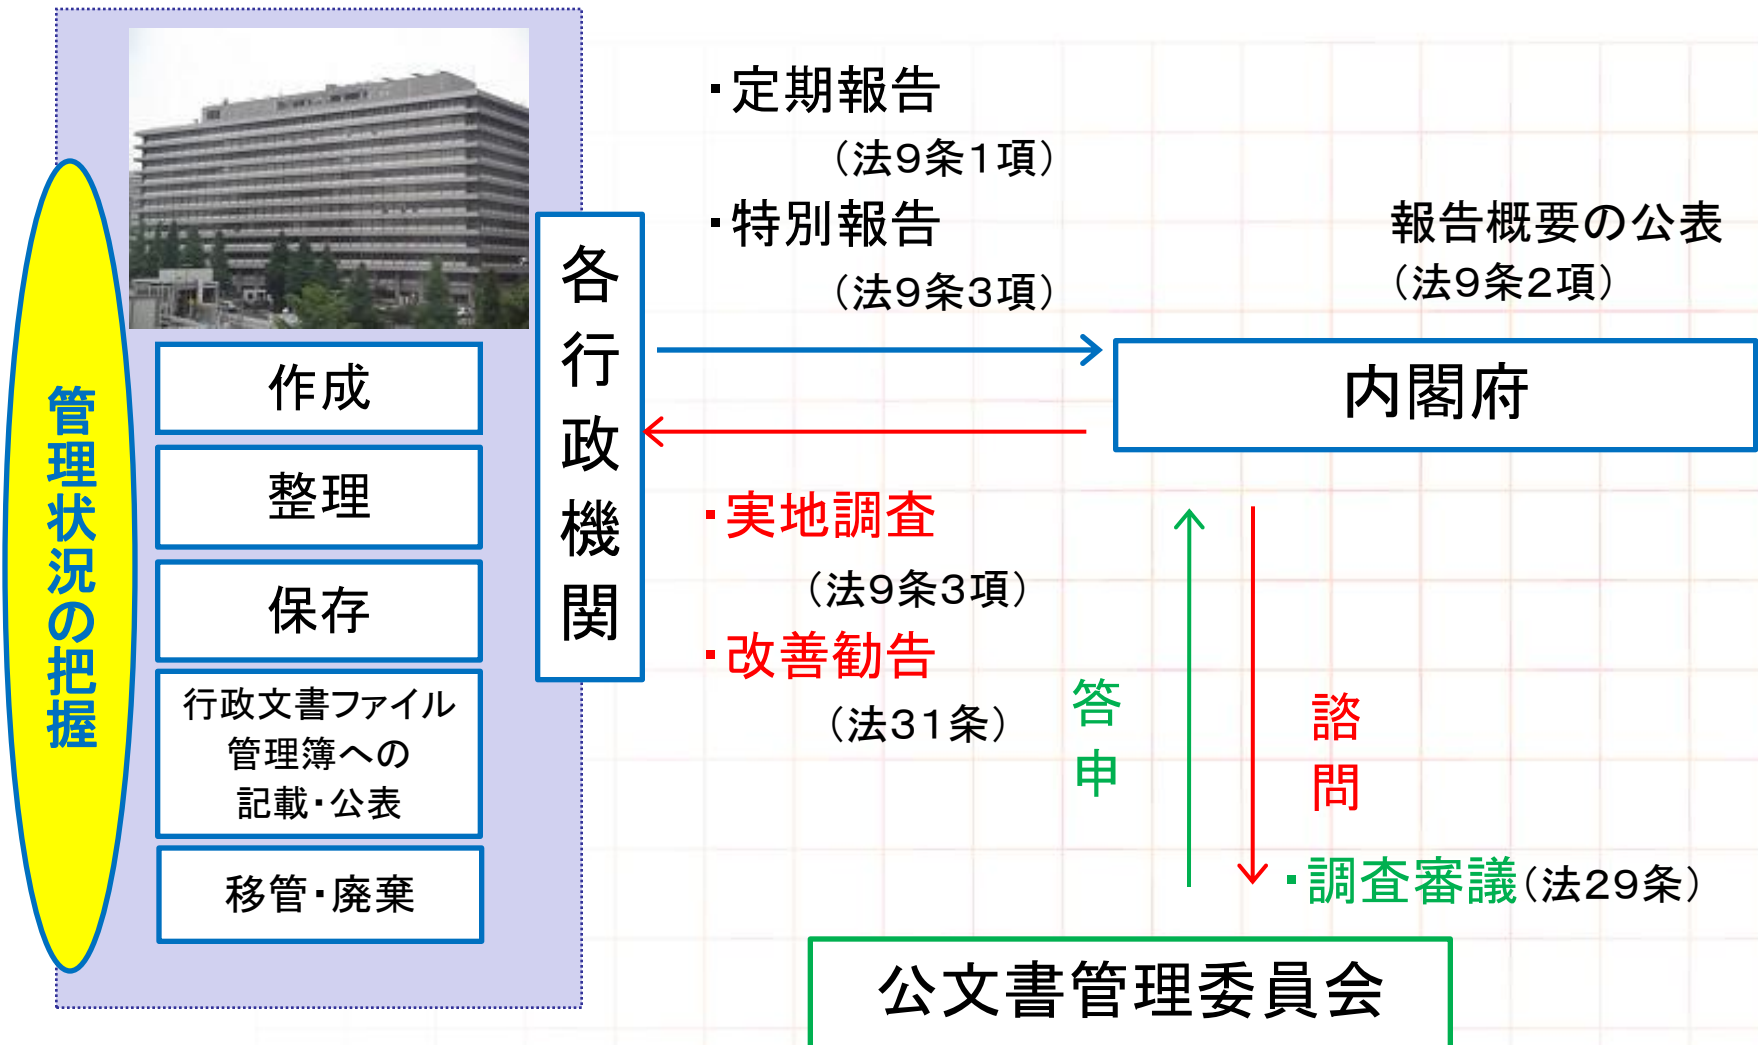 管理状況の把握
作成
整理
保存
行政文書ファイル
管理簿への
記載・公表
移管・廃棄
各行政機関
・定期報告
（法９条１項）
・特別報告
（法９条３項）
・実地調査
（法９条３項）
・改善勧告
（法３１条）
報告概要の公表
（法９条２項）
内閣府
答申
諮問
・調査審議（法２９条）
公文書管理委員会